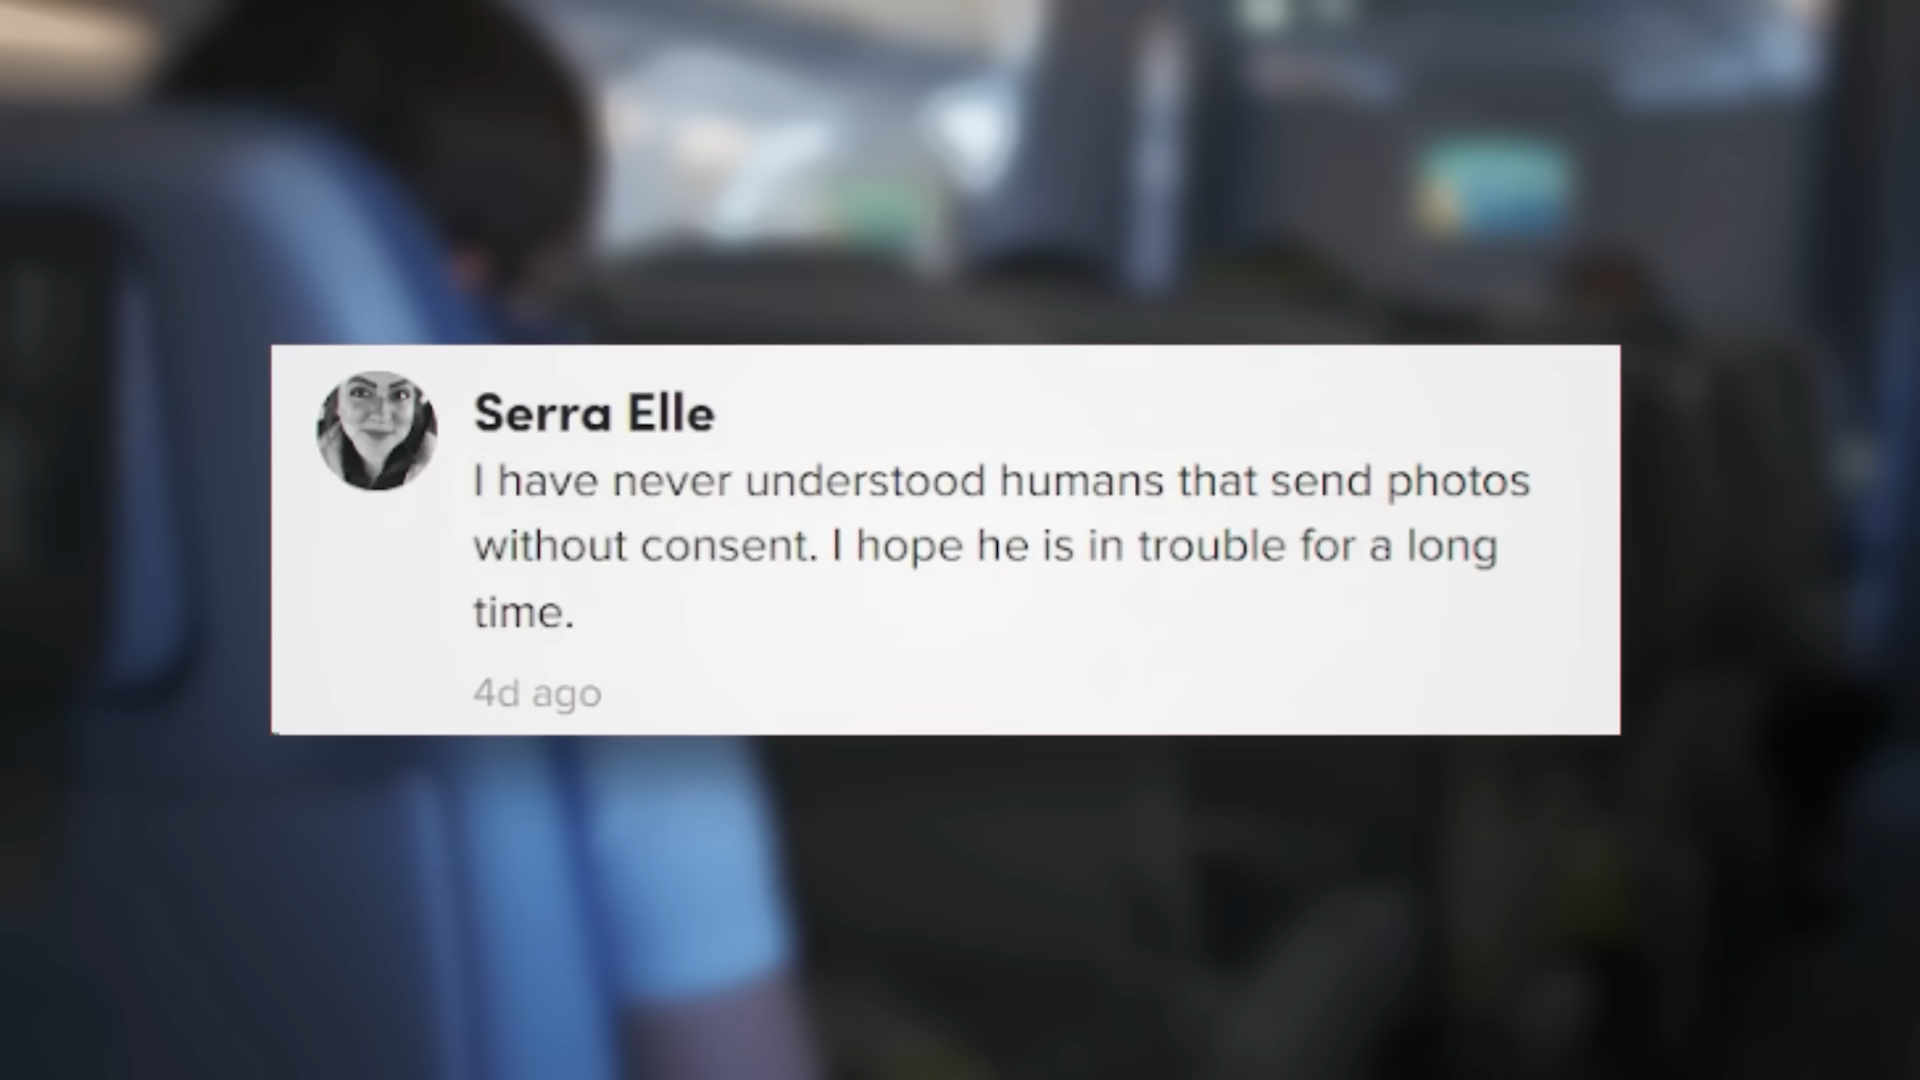 Serra Elle
I have never understood humans that send photos
without consent. I hope he is in trouble for a long
time.
4d ago